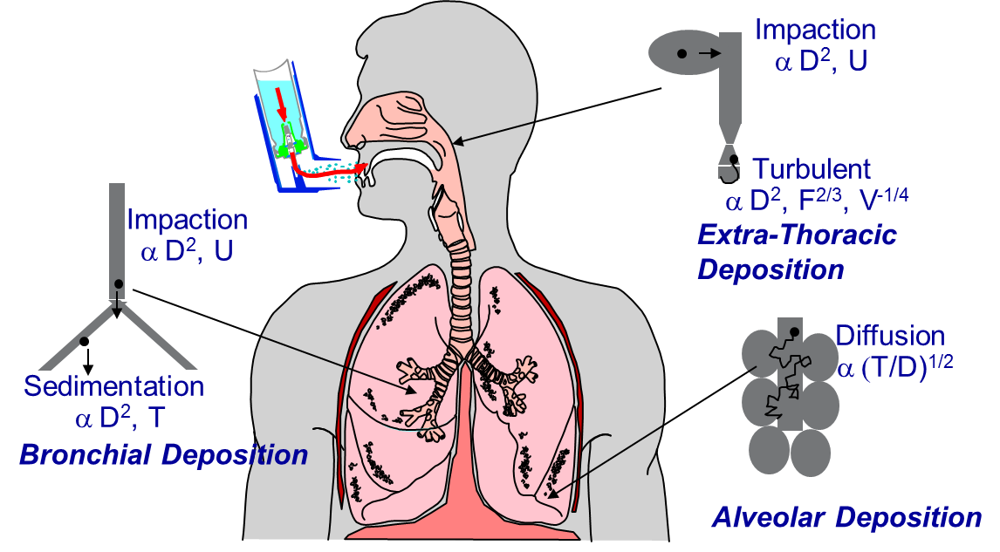 Impaction
α D², U
Turbulent
α D², F²/³, V⁻¹/⁴
Extra-Thoracic
Deposition
Impaction
α D², U
Sedimentation
α D², T
Bronchial Deposition
Diffusion
α (T/D)¹/²
Alveolar Deposition